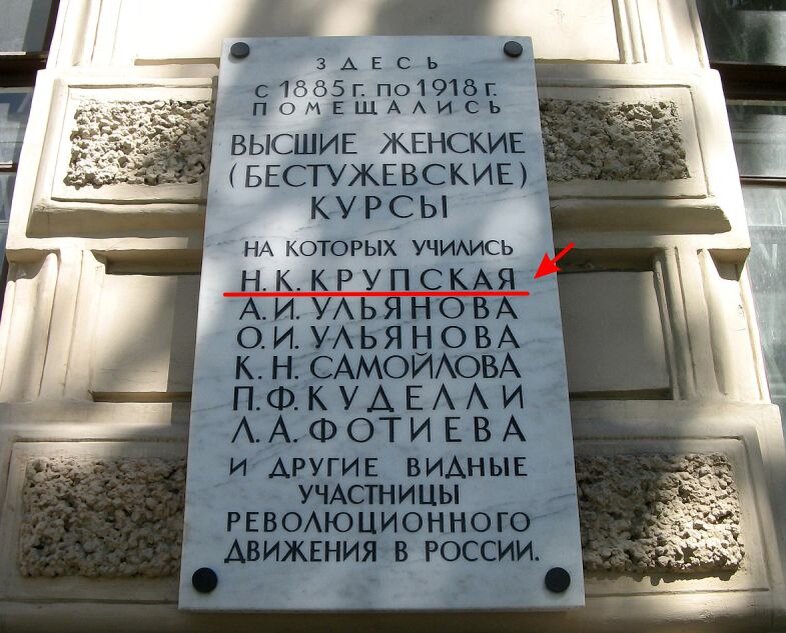 ЗДЕСЬ
С 1885 г. по 1918 г.
ПОМЕЩАЛИСЬ
ВЫСШИЕ ЖЕНСКИЕ
(БЕСТУЖЕВСКИЕ)
КУРСЫ
НА КОТОРЫХ УЧИЛИСЬ
Н. К. КРУПСКАЯ
А. И. УЛЬЯНОВА
О. И. УЛЬЯНОВА
К. Н. САМОЙЛОВА
П. Ф. КУДЕЛЛИ
Л. А. ФОТИЕВА
И ДРУГИЕ ВИДНЫЕ
УЧАСТНИЦЫ
РЕВОЛЮЦИОННОГО
ДВИЖЕНИЯ В РОССИИ.